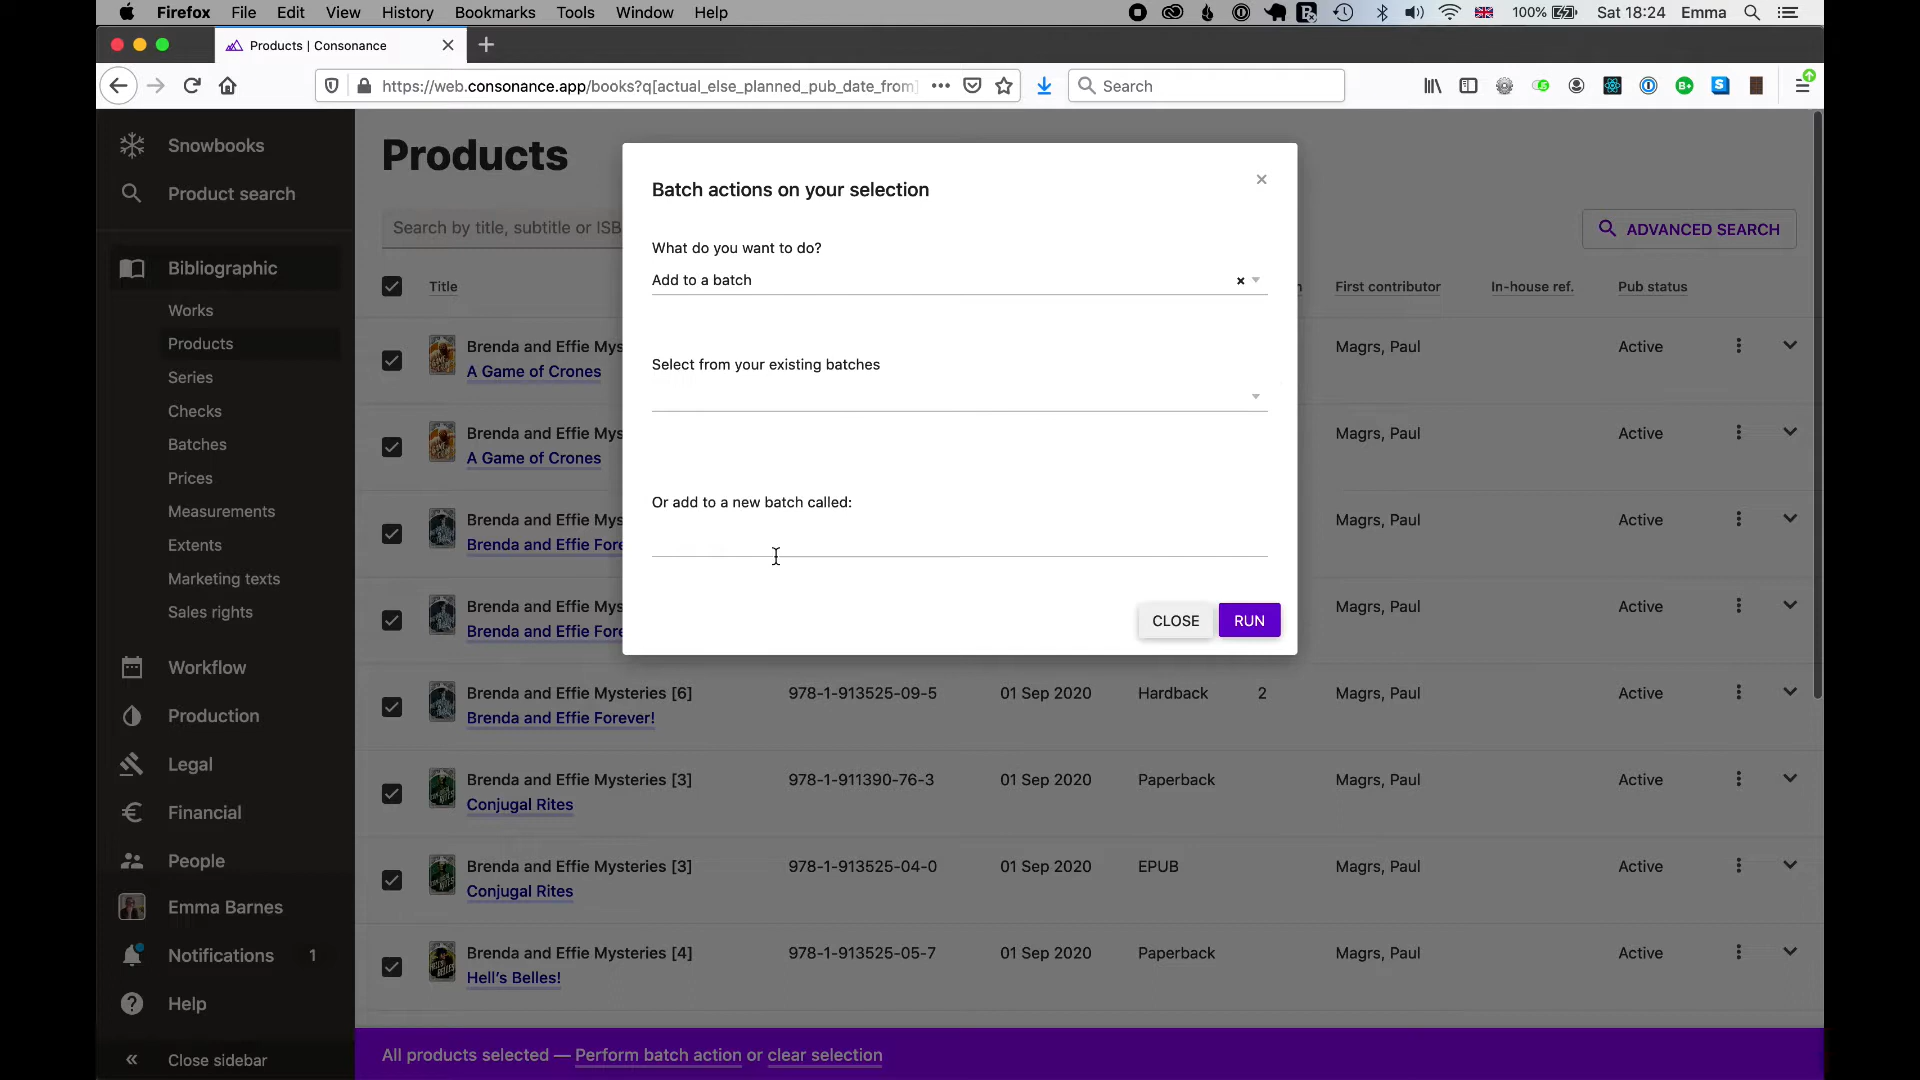 Firefox File Edit View History Bookmarks Tools Window Help 100% Sat 18:24 Emma
Products | Consonance
https://web.consonance.app/books?q[actual_else_planned_pub_date_from] Search
Snowbooks
Product search
Bibliographic
Works
Products
Series
Checks
Batches
Prices
Measurements
Extents
Marketing texts
Sales rights
Workflow
Production
Legal
Financial
People
Emma Barnes
Notifications 1
Help
Close sidebar
Products
Search by title, subtitle or ISB
ADVANCED SEARCH
Title First contributor In-house ref. Pub status
Brenda and Effie Mys Magrs, Paul Active
A Game of Crones
Brenda and Effie Mys Magrs, Paul Active
A Game of Crones
Brenda and Effie Mys Magrs, Paul Active
Brenda and Effie Fore
Brenda and Effie Mys Magrs, Paul Active
Brenda and Effie Fore
Brenda and Effie Mysteries [6] 978-1-913525-09-5 01 Sep 2020 Hardback 2 Magrs, Paul Active
Brenda and Effie Forever!
Brenda and Effie Mysteries [3] 978-1-911390-76-3 01 Sep 2020 Paperback Magrs, Paul Active
Conjugal Rites
Brenda and Effie Mysteries [3] 978-1-913525-04-0 01 Sep 2020 EPUB Magrs, Paul Active
Conjugal Rites
Brenda and Effie Mysteries [4] 978-1-913525-05-7 01 Sep 2020 Paperback Magrs, Paul Active
Hell's Belles!
All products selected — Perform batch action or clear selection
Batch actions on your selection
What do you want to do?
Add to a batch
Select from your existing batches
Or add to a new batch called:
CLOSE RUN